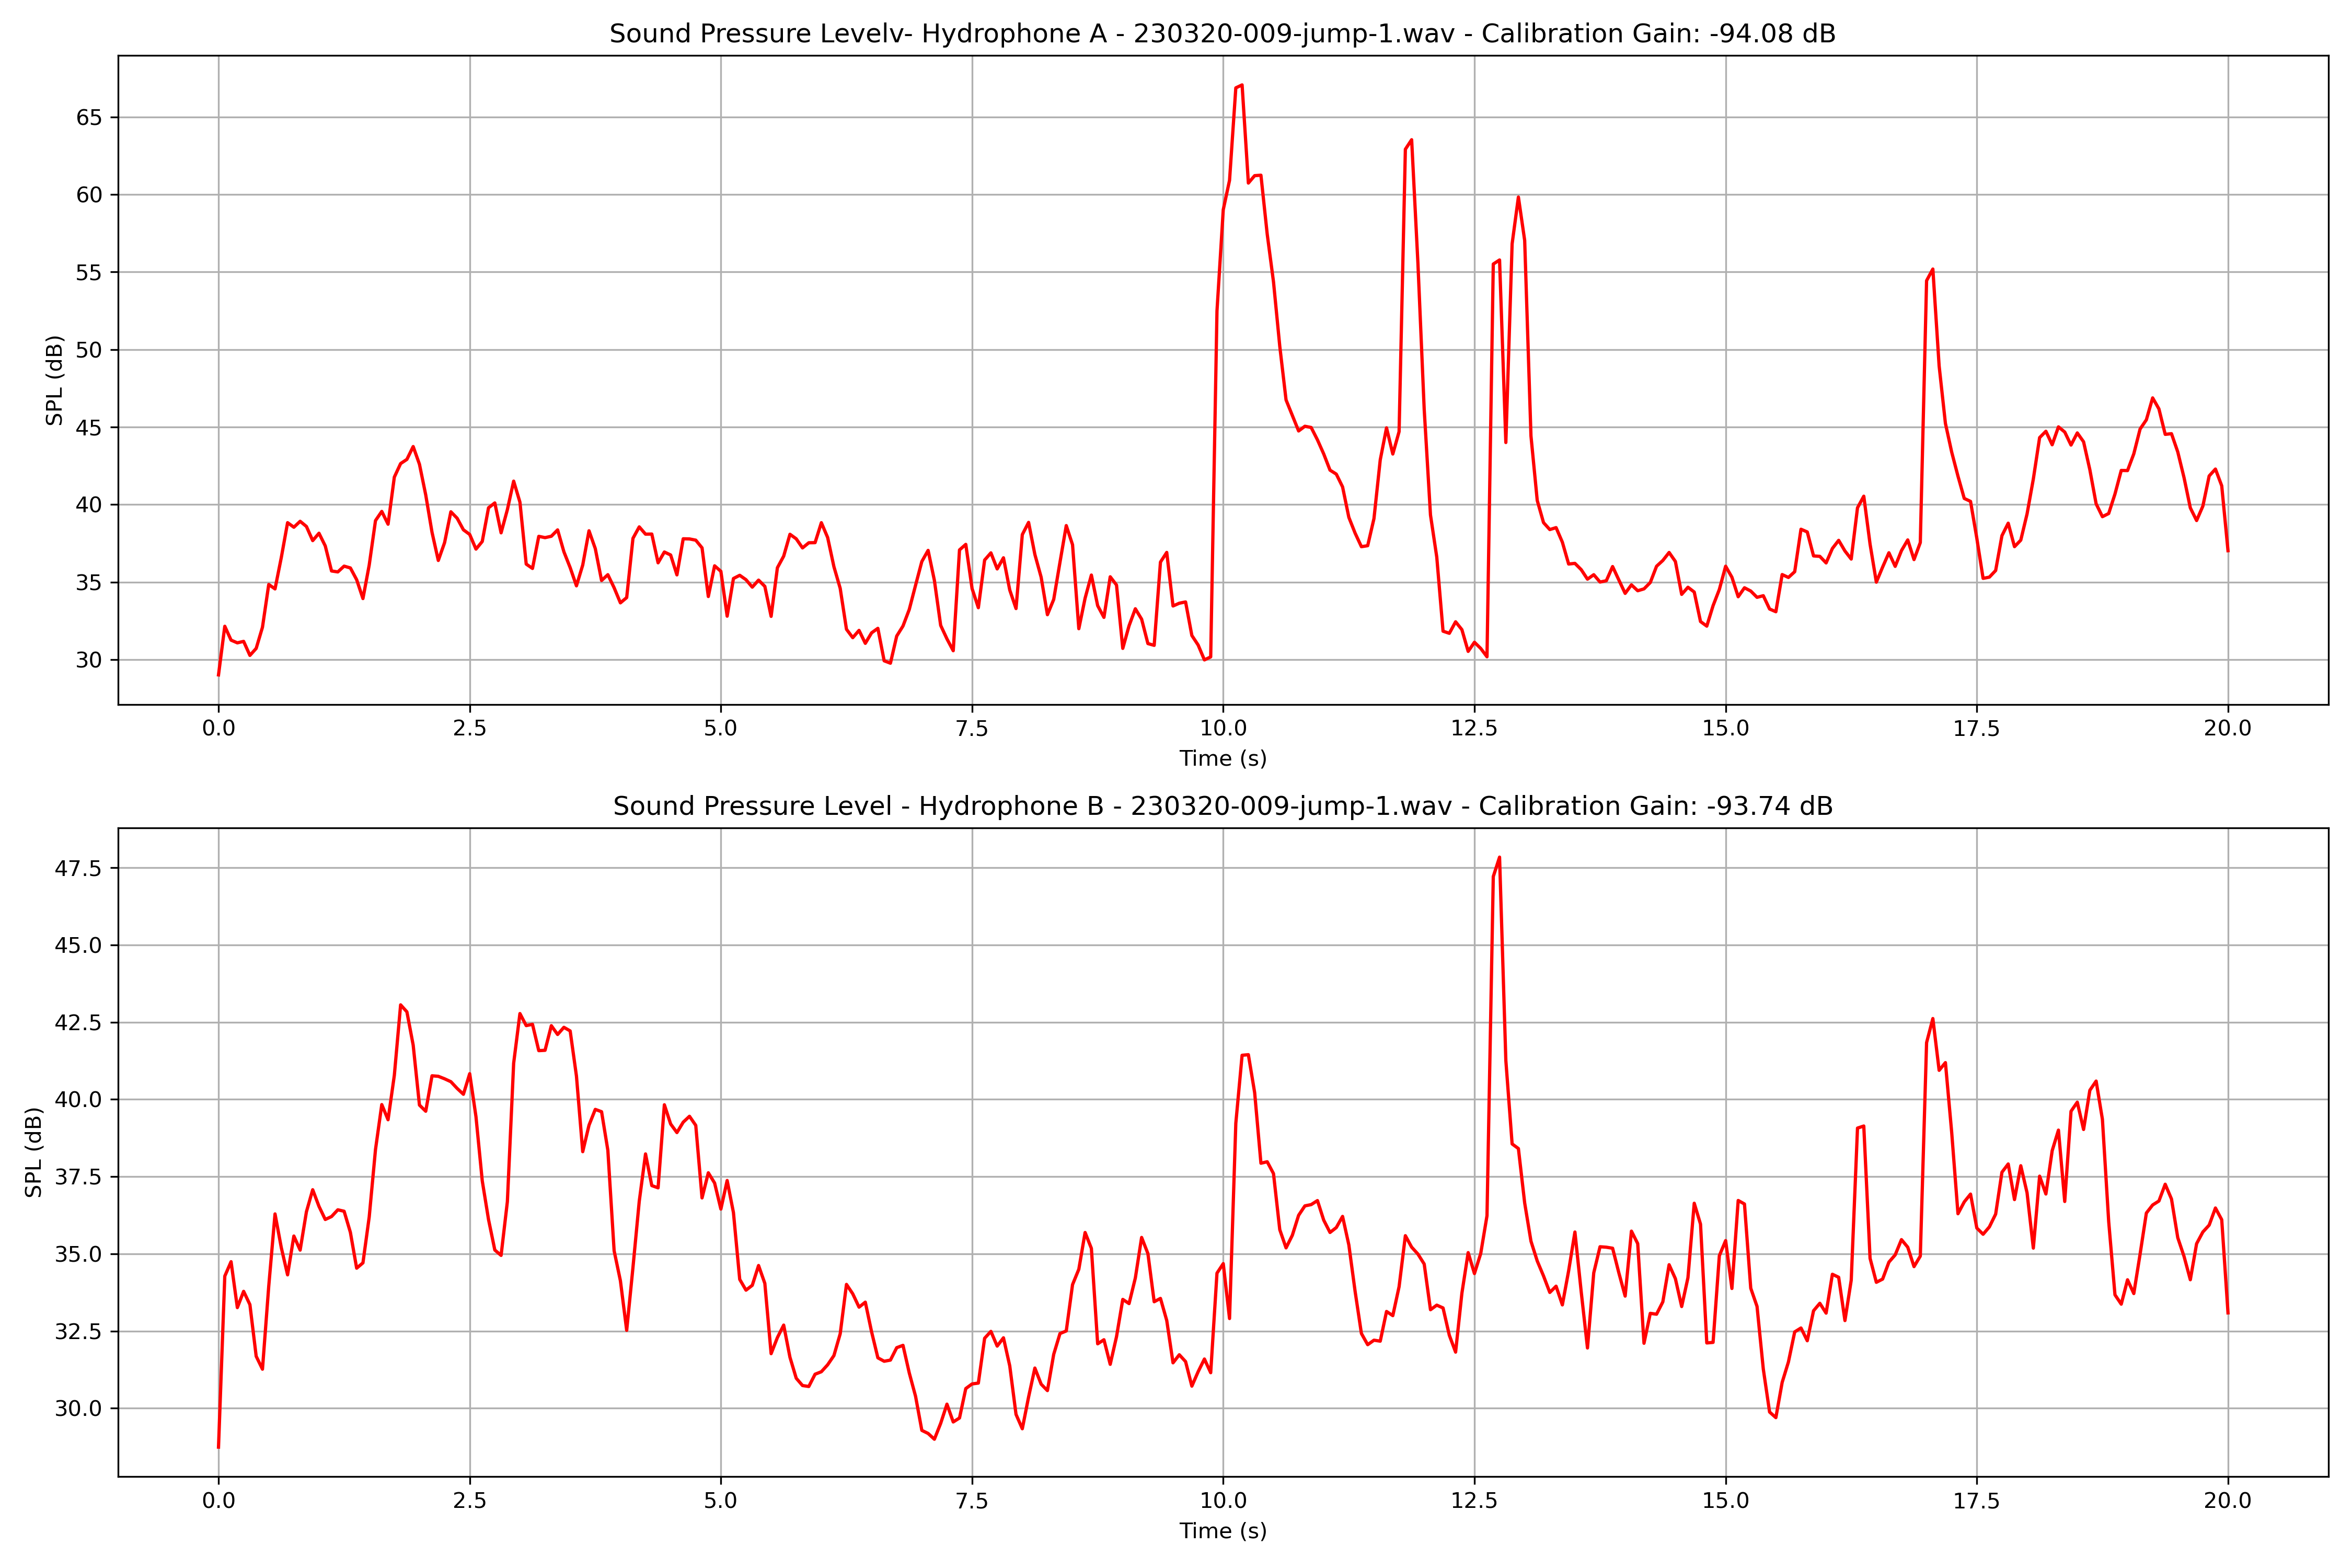 Sound Pressure Levelv- Hydrophone A - 230320-009-jump-1.wav - Calibration Gain: -94.08 dB
65
60
55
50
45
40
35
30
SPL (dB)
0.0 2.5 5.0 7.5 10.0 12.5 15.0 17.5 20.0
Time (s)
Sound Pressure Level - Hydrophone B - 230320-009-jump-1.wav - Calibration Gain: -93.74 dB
47.5
45.0
42.5
40.0
37.5
35.0
32.5
30.0
SPL (dB)
0.0 2.5 5.0 7.5 10.0 12.5 15.0 17.5 20.0
Time (s)